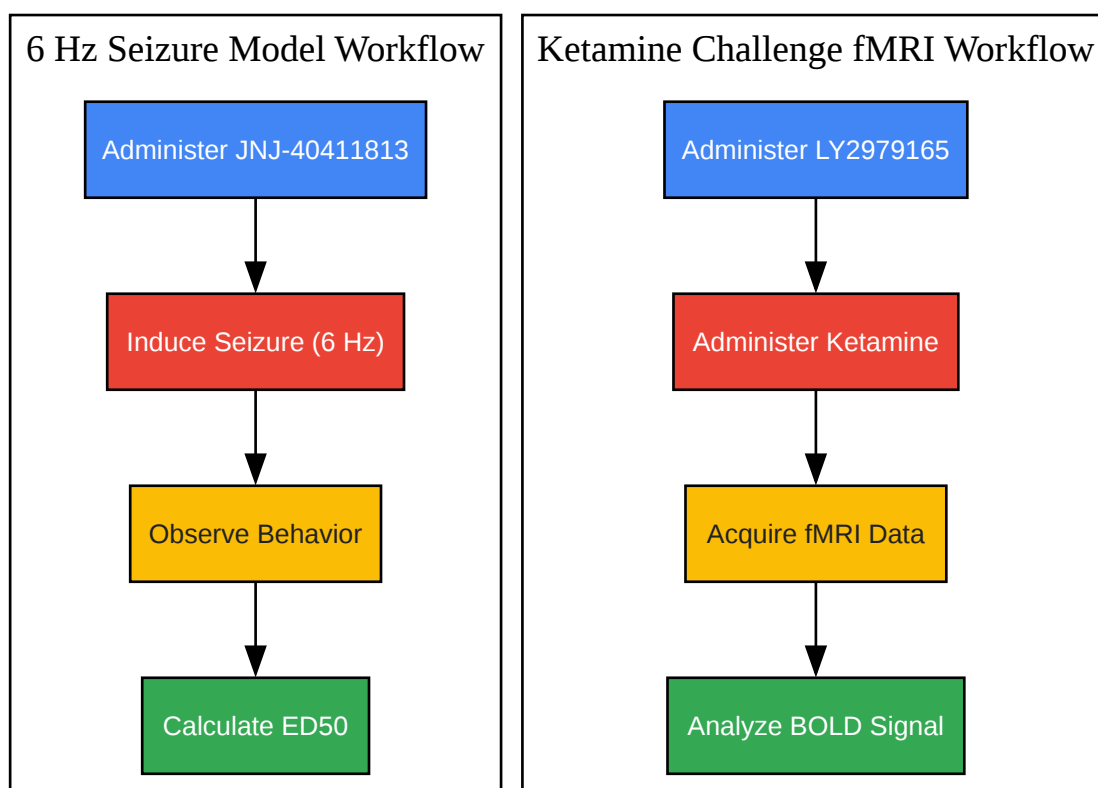 6 Hz Seizure Model Workflow
Administer JNJ-40411813
Induce Seizure (6 Hz)
Observe Behavior
Calculate ED50
Ketamine Challenge fMRI Workflow
Administer LY2979165
Administer Ketamine
Acquire fMRI Data
Analyze BOLD Signal